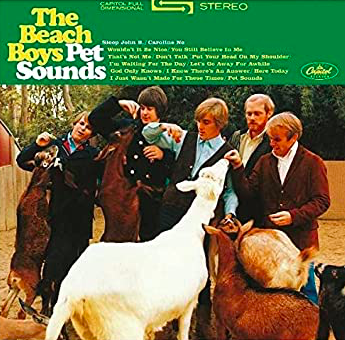 CAPITOL FULL DIMENSIONAL STEREO
The
Beach
Boys Pet
Sounds
Sloop John B./Caroline No
Wouldn't It Be Nice/You Still Believe In Me
That's Not Me/Don't Talk (Put Your Head On My Shoulder)
I'm Waiting For The Day/Let's Go Away For Awhile
God Only Knows/I Know There's An Answer/Here Today
I Just Wasn't Made For These Times/Pet Sounds
Capitol